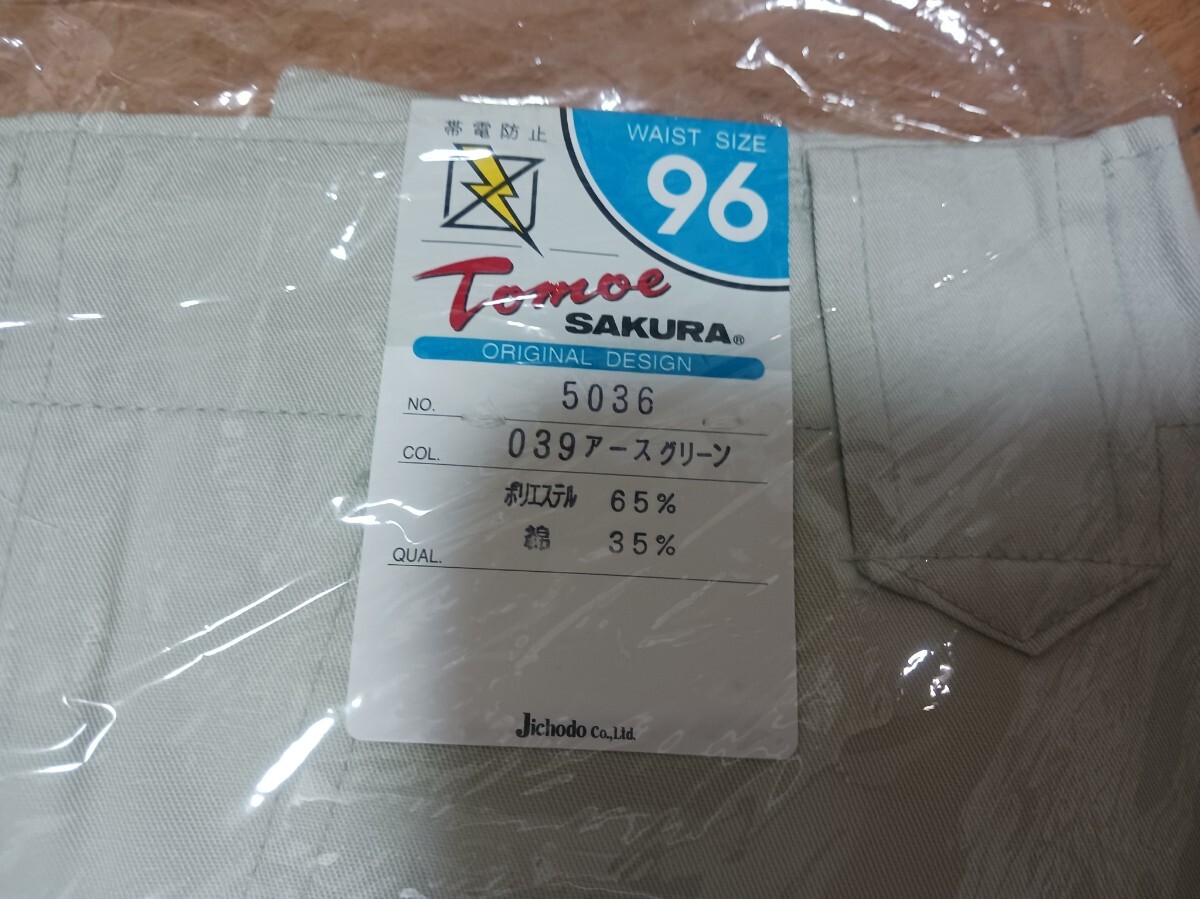 帯電防止
WAIST SIZE
96
Tomoe
SAKURA®
ORIGINAL DESIGN
NO. 5036
COL. 039アースグリーン
ポリエステル 65%
綿 35%
QUAL.
Jichodo Co.,Ltd.